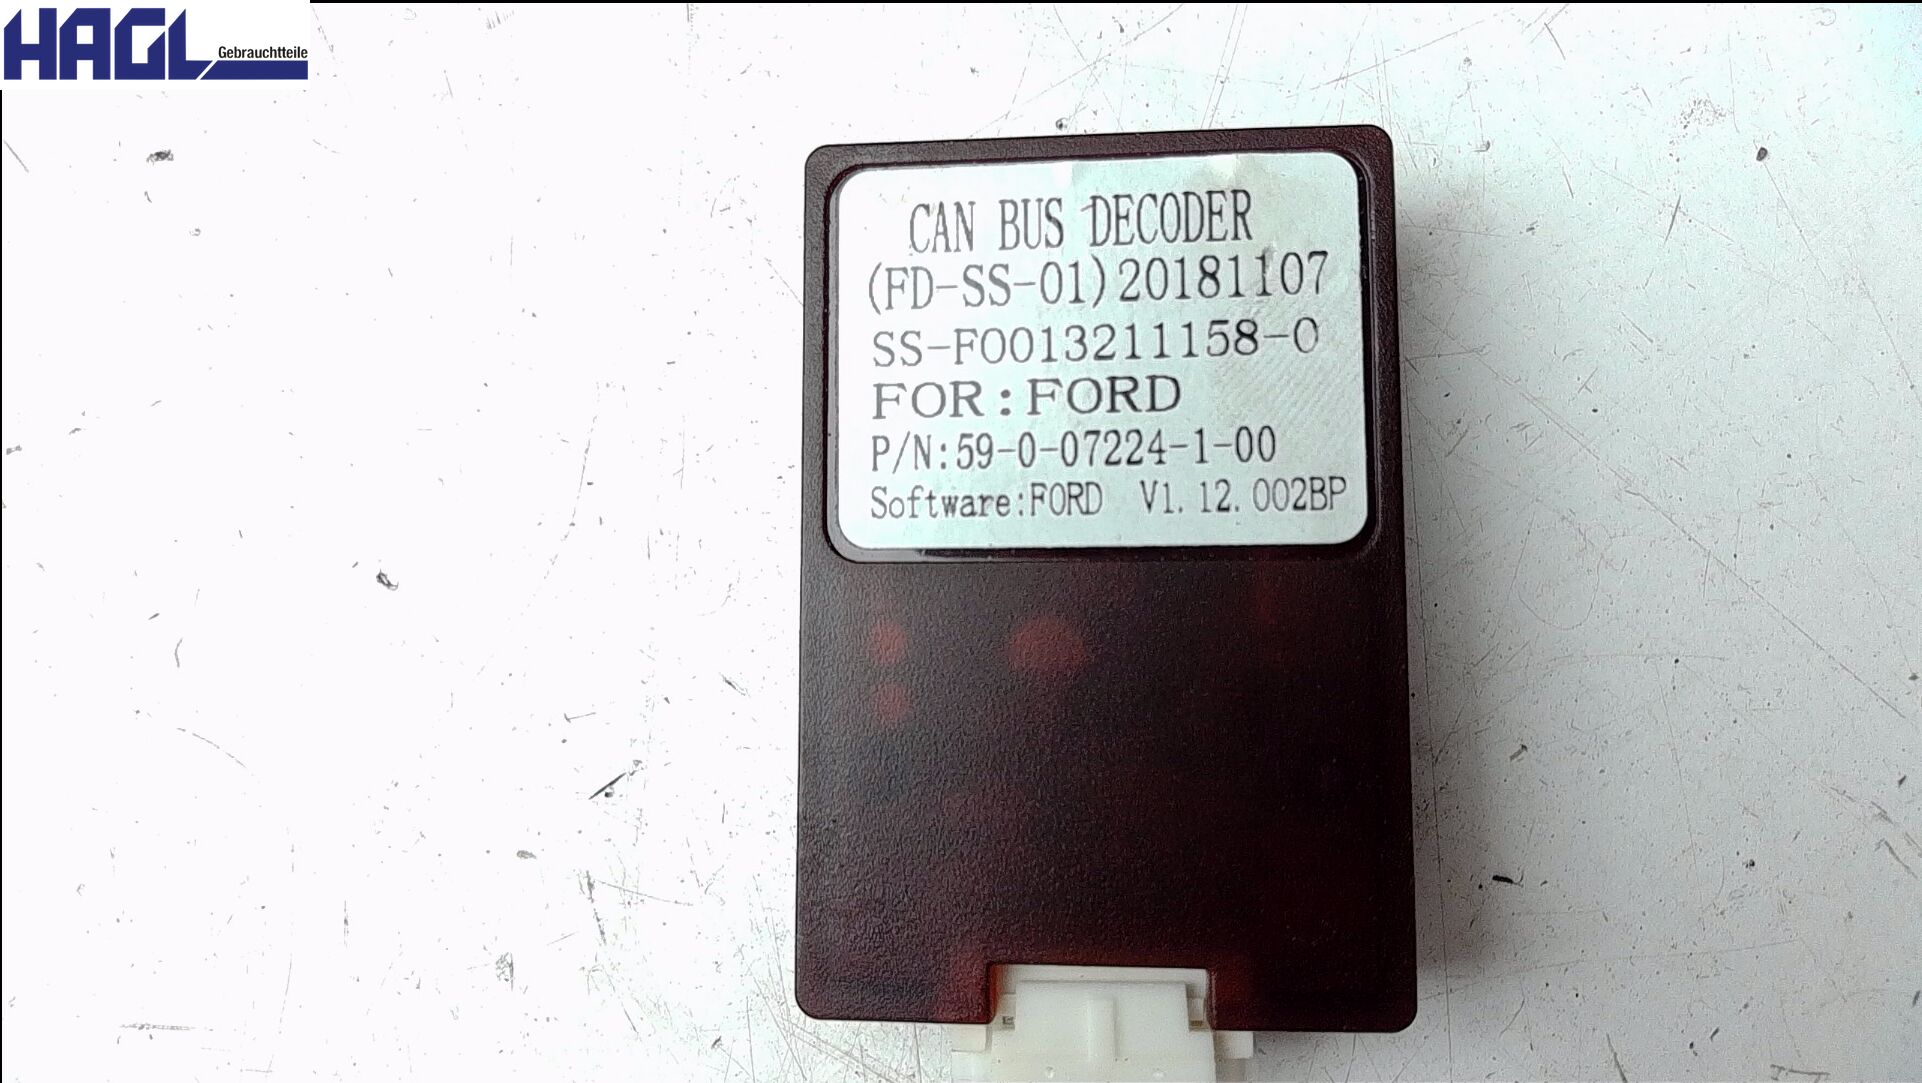 HAGL
Gebrauchtteile
CAN BUS DECODER
(FD-SS-01)20181107
SS-F0013211158-0
FOR:FORD
P/N:59-0-07224-1-00
Software:FORD V1.12.002BP